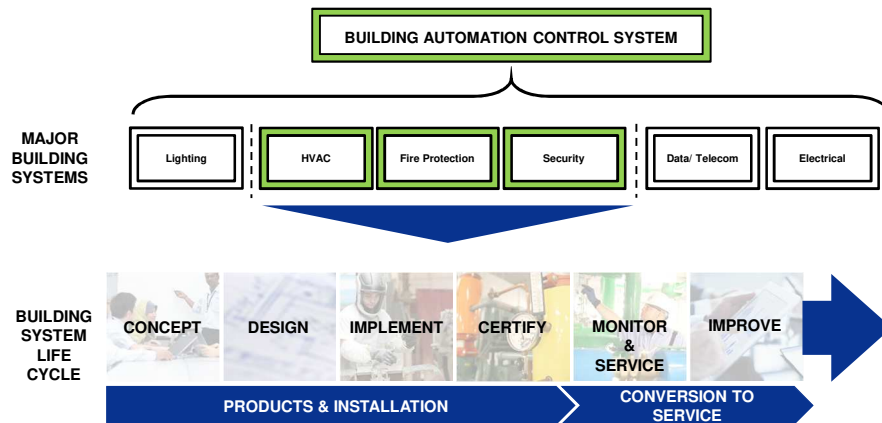 BUILDING AUTOMATION CONTROL SYSTEM
MAJOR
BUILDING
SYSTEMS
Lighting
HVAC
Fire Protection
Security
Data/ Telecom
Electrical
BUILDING
SYSTEM
LIFE
CYCLE
CONCEPT
DESIGN
IMPLEMENT
CERTIFY
MONITOR
&
SERVICE
IMPROVE
PRODUCTS & INSTALLATION
CONVERSION TO
SERVICE